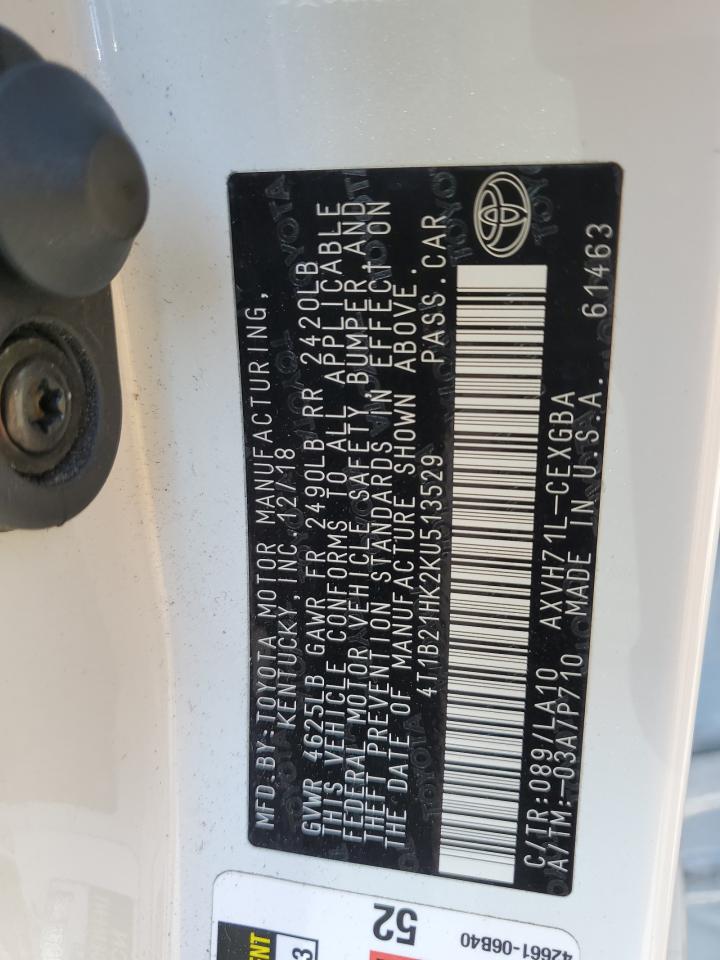 MFD.BY:TOYOTA MOTOR MANUFACTURING,
KENTUCKY,INC.12/18
GVWR 4625LB GAWR FR 2490LB RR 2420LB
THIS VEHICLE CONFORMS TO ALL APPLICABLE
FEDERAL MOTOR VEHICLE SAFETY,BUMPER,AND
THEFT PREVENTION STANDARDS IN EFFECT ON
THE DATE OF MANUFACTURE SHOWN ABOVE.
4T1B21HK2KU513529 PASS.CAR
C/TR:089/LA10 AXVH71L-CEXGBA
A/TM:-03A/P710 MADE IN U.S.A. 61463
52
42661-06B40
3